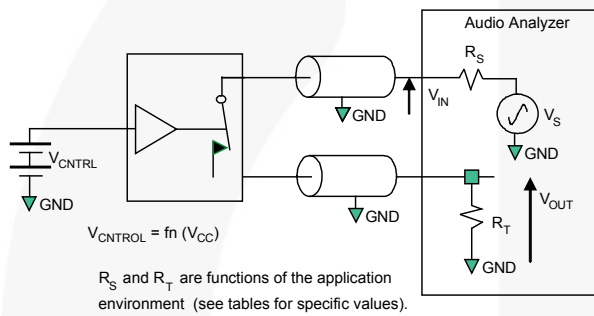 Audio Analyzer
R_S
GND
V_IN
V_S
GND
V_CNTRL
GND
GND
V_OUT
R_T
GND
V_CNTROL = fn (V_CC)
R_S and R_T are functions of the application
environment (see tables for specific values).